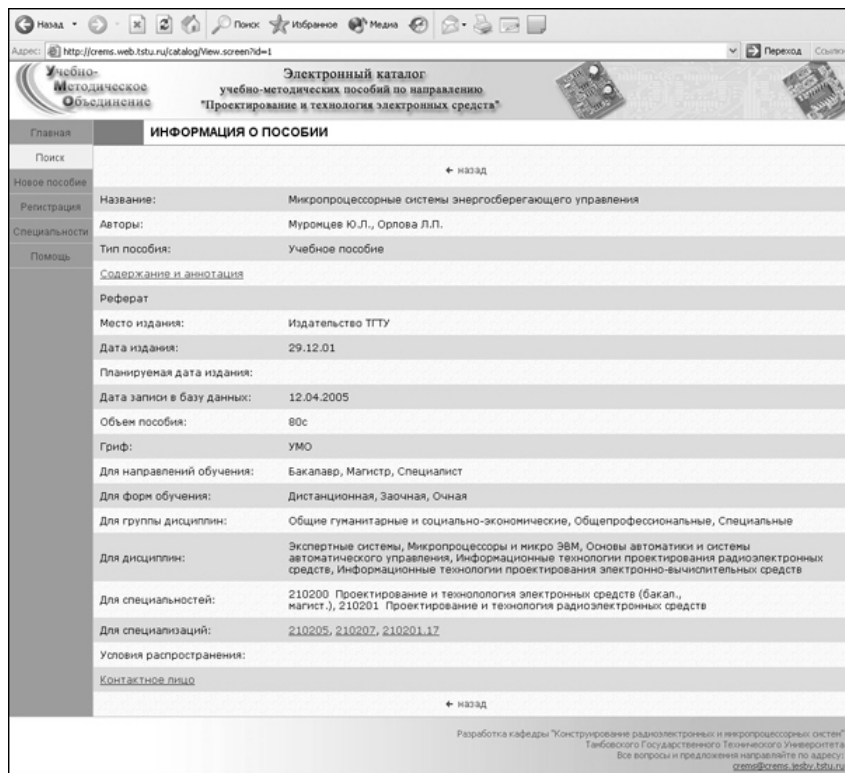 Назад Поиск Избранное Медиа
Адрес: http://crems.web.tstu.ru/catalog/View.screen?id=1 Переход Ссылки
Учебно-
Методическое
Объединение
Электронный каталог
учебно-методических пособий по направлению
"Проектирование и технология электронных средств"
Главная
Поиск
Новое пособие
Регистрация
Специальности
Помощь
ИНФОРМАЦИЯ О ПОСОБИИ
← назад
Название: Микропроцессорные системы энергосберегающего управления
Авторы: Муромцев Ю.Л., Орлова Л.П.
Тип пособия: Учебное пособие
Содержание и аннотация
Реферат
Место издания: Издательство ТГТУ
Дата издания: 29.12.01
Планируемая дата издания:
Дата записи в базу данных: 12.04.2005
Объем пособия: 80с
Гриф: УМО
Для направлений обучения: Бакалавр, Магистр, Специалист
Для форм обучения: Дистанционная, Заочная, Очная
Для группы дисциплин: Общие гуманитарные и социально-экономические, Общепрофессиональные, Специальные
Для дисциплин: Экспертные системы, Микропроцессоры и микро ЭВМ, Основы автоматики и системы
автоматического управления, Информационные технологии проектирования радиоэлектронных
средств, Информационные технологии проектирования электронно-вычислительных средств
Для специальностей: 210200 Проектирование и технопология электронных средств (бакал.,
магист.), 210201 Проектирование и технология радиоэлектронных средств
Для специализаций: 210205, 210207, 210201.17
Условия распространения:
Контактное лицо
← назад
Разработка кафедры "Конструирование радиоэлектронных и микропроцессорных систем"
Тамбовского Государственного Технического Университета
Все вопросы и предложения направляйте по адресу:
crems@crems.jesby.tstu.ru